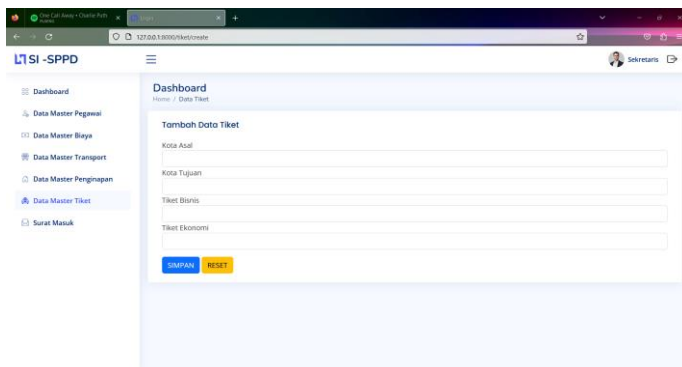 One Call Away • Charlie Puth
127.0.0.1:8000/tiket/create
SI -SPPD
Sekretaris
Dashboard
Data Master Pegawai
Data Master Biaya
Data Master Transport
Data Master Penginapan
Data Master Tiket
Surat Masuk
Dashboard
Home / Data Tiket
Tambah Data Tiket
Kota Asal
Kota Tujuan
Tiket Bisnis
Tiket Ekonomi
SIMPAN RESET